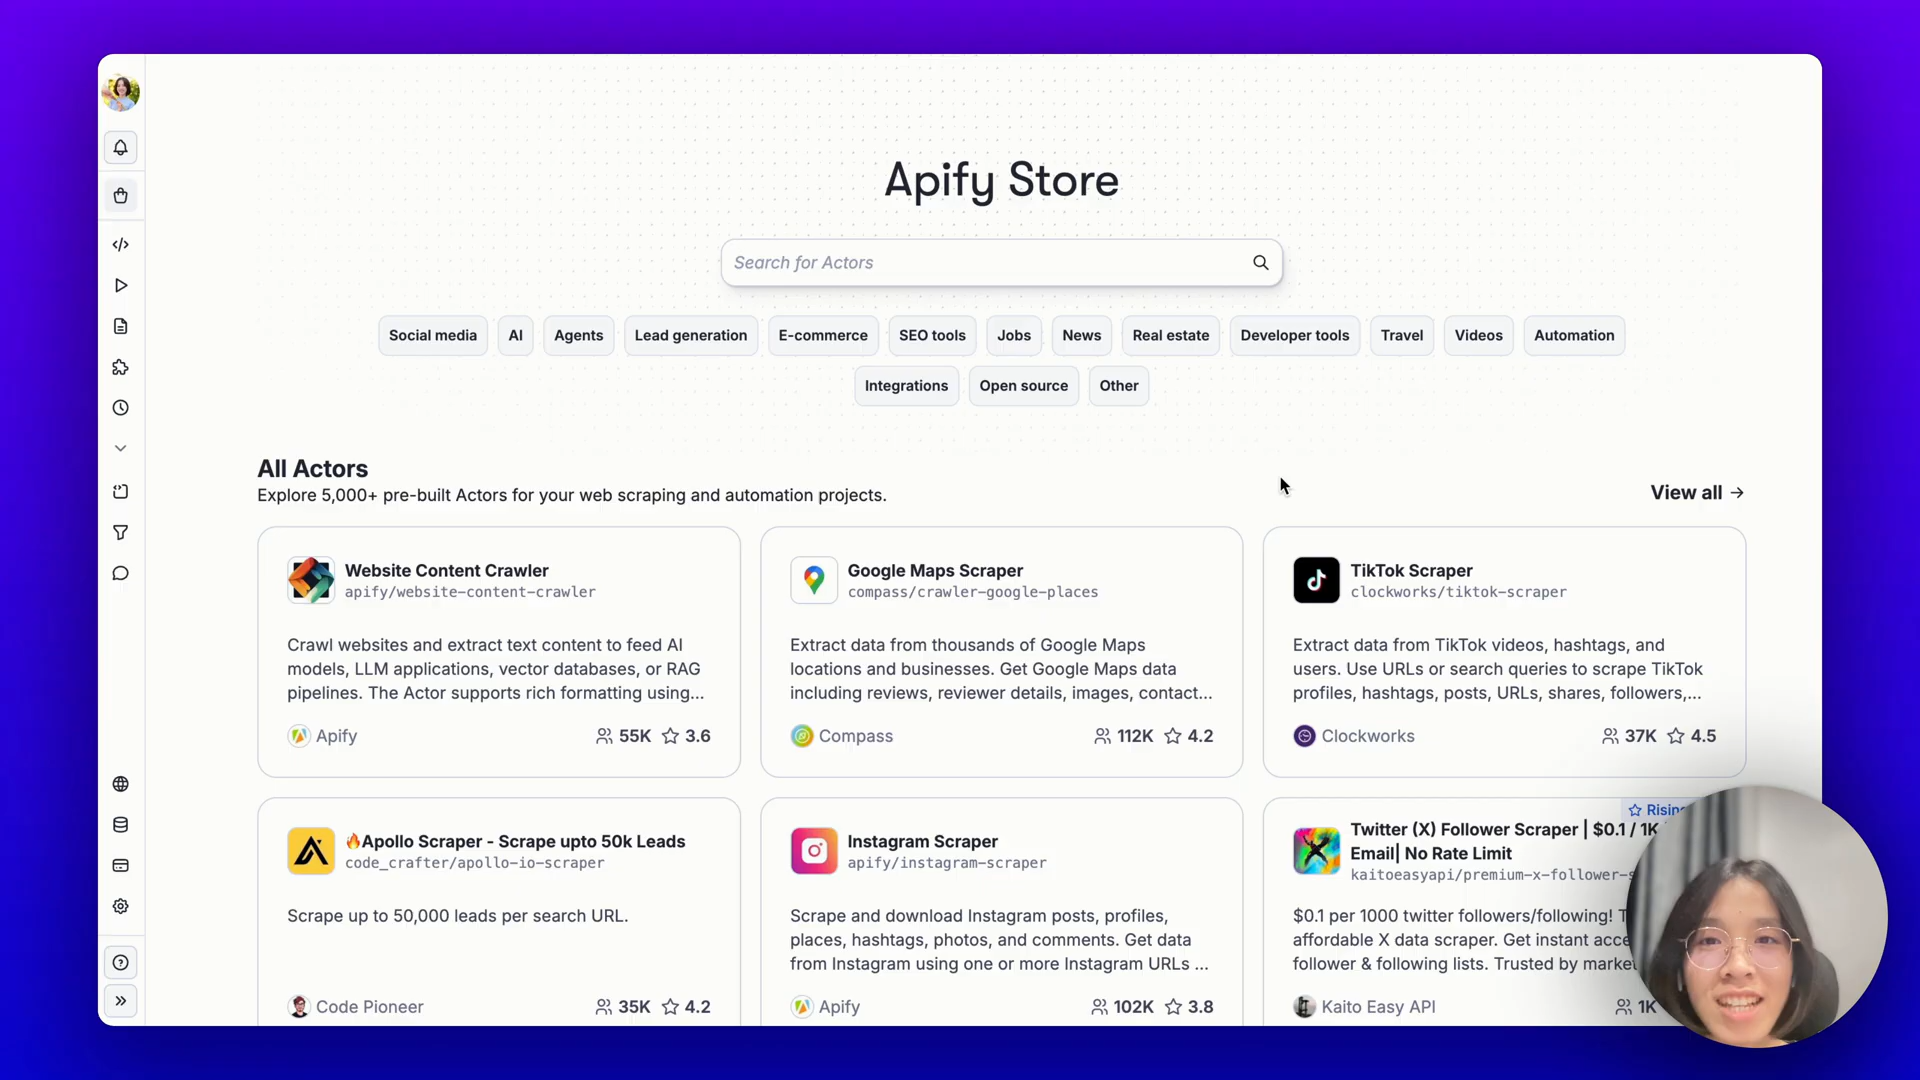 Apify Store
Search for Actors
Social media
AI
Agents
Lead generation
E-commerce
SEO tools
Jobs
News
Real estate
Developer tools
Travel
Videos
Automation
Integrations
Open source
Other
All Actors
Explore 5,000+ pre-built Actors for your web scraping and automation projects.
View all
Website Content Crawler
apify/website-content-crawler
Crawl websites and extract text content to feed AI
models, LLM applications, vector databases, or RAG
pipelines. The Actor supports rich formatting using...
Apify
55K
3.6
Google Maps Scraper
compass/crawler-google-places
Extract data from thousands of Google Maps
locations and businesses. Get Google Maps data
including reviews, reviewer details, images, contact...
Compass
112K
4.2
TikTok Scraper
clockworks/tiktok-scraper
Extract data from TikTok videos, hashtags, and
users. Use URLs or search queries to scrape TikTok
profiles, hashtags, posts, URLs, shares, followers,...
Clockworks
37K
4.5
🔥Apollo Scraper - Scrape upto 50k Leads
code_crafter/apollo-io-scraper
Scrape up to 50,000 leads per search URL.
Code Pioneer
35K
4.2
Instagram Scraper
apify/instagram-scraper
Scrape and download Instagram posts, profiles,
places, hashtags, photos, and comments. Get data
from Instagram using one or more Instagram URLs ...
Apify
102K
3.8
Twitter (X) Follower Scraper | $0.1 / 1K
Email| No Rate Limit
kaitoeasyapi/premium-x-follower-
$0.1 per 1000 twitter followers/following!
affordable X data scraper. Get instant
follower & following lists. Trusted by
Kaito Easy API
1K